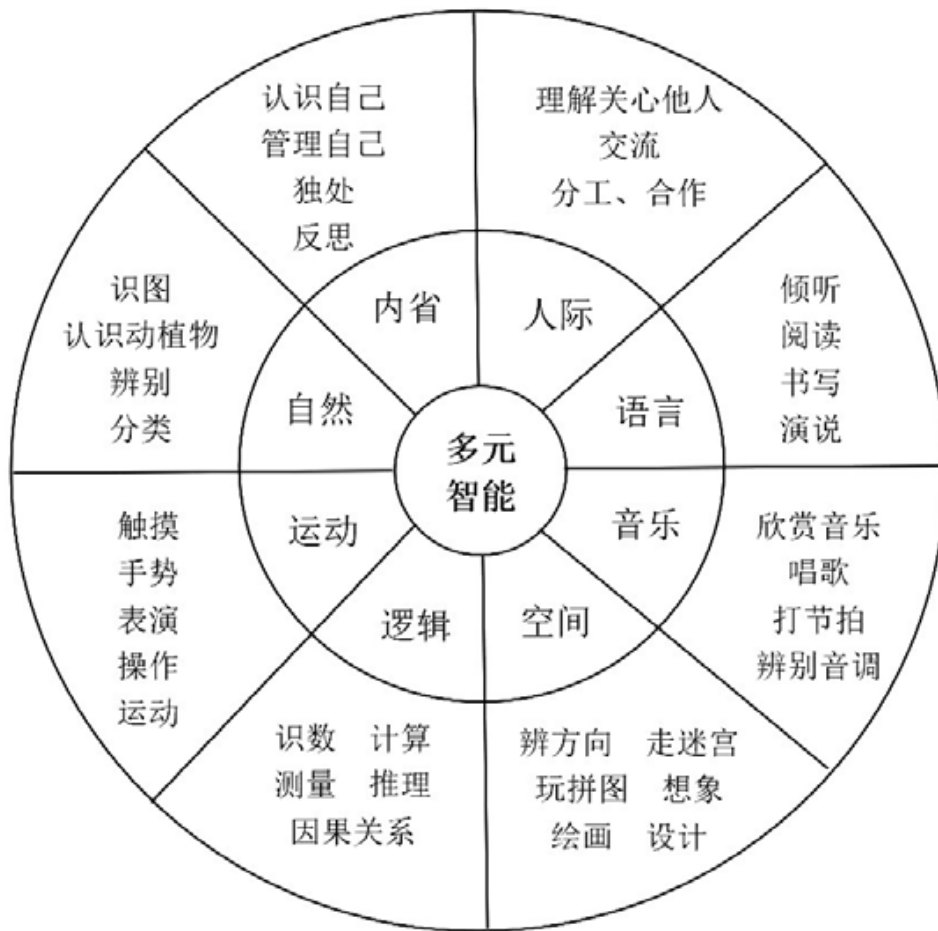 多元
智能
内省
认识自己
管理自己
独处
反思
人际
理解关心他人
交流
分工、合作
语言
倾听
阅读
书写
演说
音乐
欣赏音乐
唱歌
打节拍
辨别音调
空间
辨方向 走迷宫
玩拼图 想象
绘画 设计
逻辑
识数 计算
测量 推理
因果关系
运动
触摸
手势
表演
操作
运动
自然
识图
认识动植物
辨别
分类